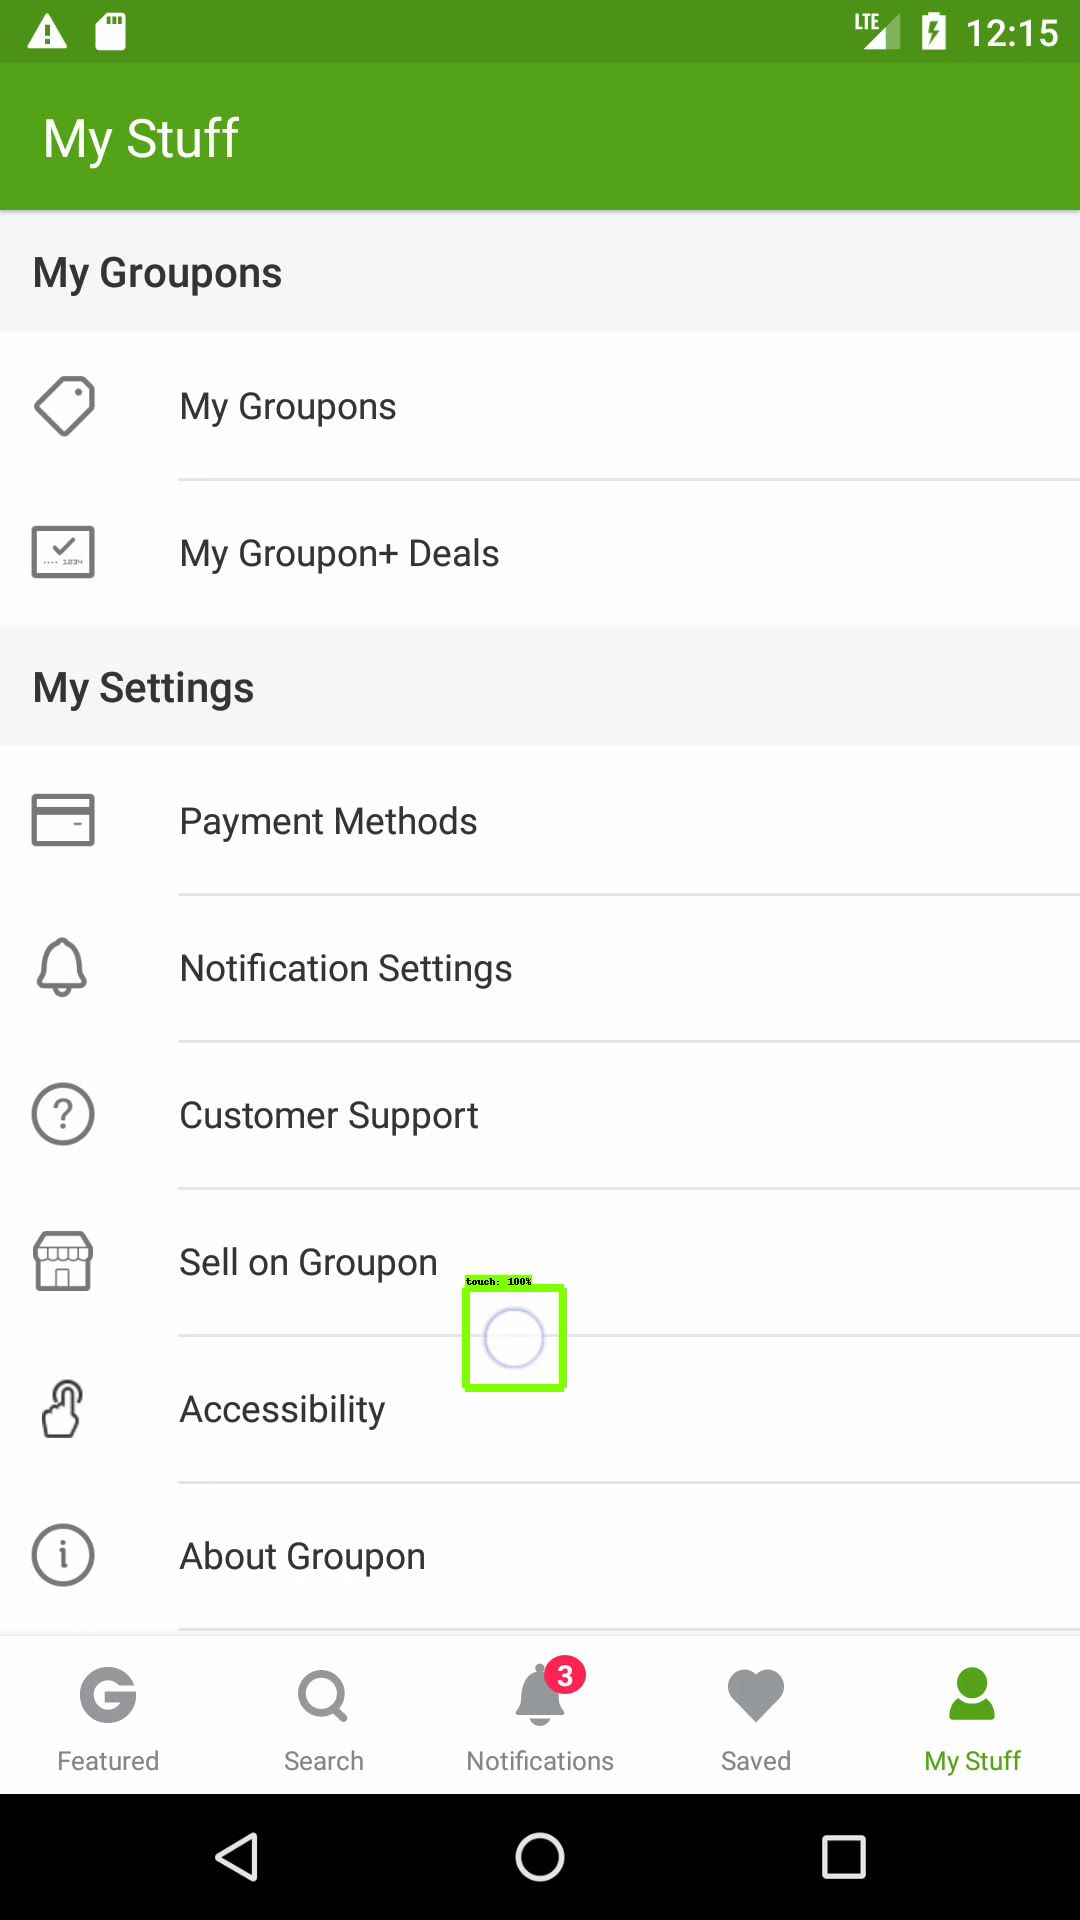 LTE 12:15
My Stuff
My Groupons
My Groupons
1234
My Groupon+ Deals
My Settings
Payment Methods
Notification Settings
? Customer Support
Sell on Groupon
touch: 100%
Accessibility
i About Groupon
G 3
Featured Search Notifications Saved My Stuff